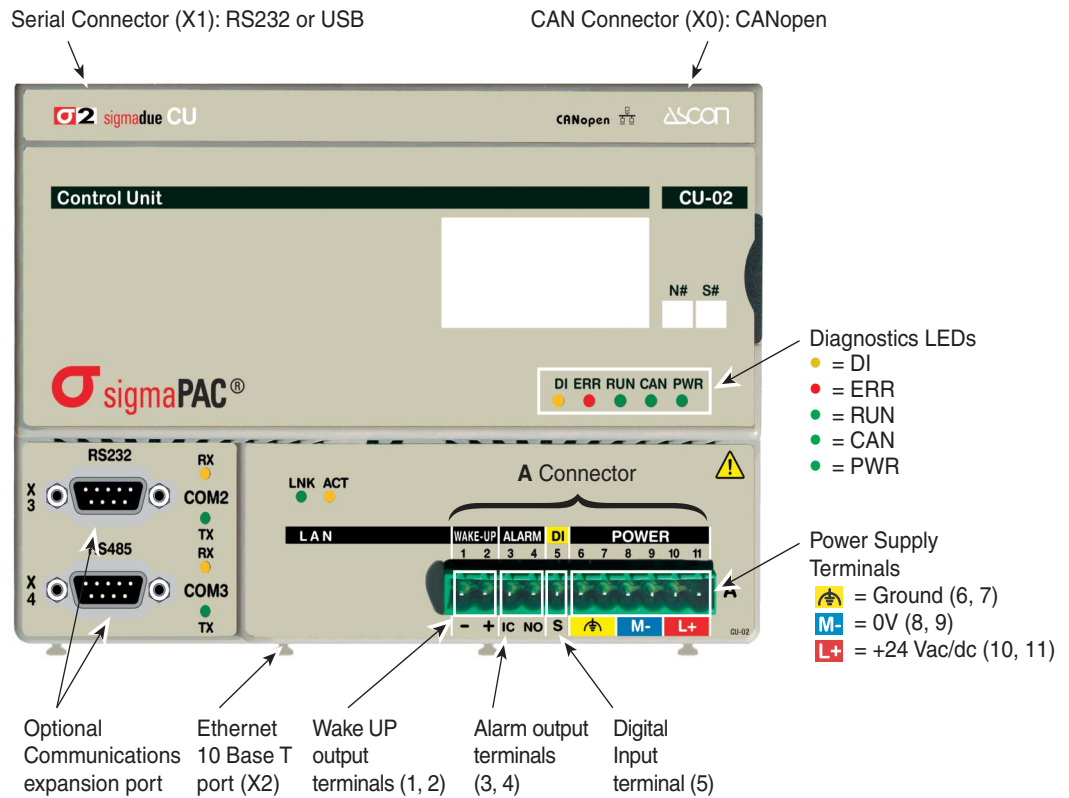 Serial Connector (X1): RS232 or USB
CAN Connector (X0): CANopen
σ2 sigmadue CU
CANopen
ascon
Control Unit
CU-02
N# S#
sigmaPAC®
DI ERR RUN CAN PWR
Diagnostics LEDs
= DI
= ERR
= RUN
= CAN
= PWR
RS232
RX
X3
COM2
TX
RS485
RX
X4
COM3
TX
LNK ACT
A Connector
LAN
WAKE-UP ALARM DI POWER
1 2 3 4 5 6 7 8 9 10 11
A
- + IC NO S M- L+
CU-02
Power Supply
Terminals
= Ground (6, 7)
M- = 0V (8, 9)
L+ = +24 Vac/dc (10, 11)
Optional
Communications
expansion port
Ethernet
10 Base T
port (X2)
Wake UP
output
terminals (1, 2)
Alarm output
terminals
(3, 4)
Digital
Input
terminal (5)